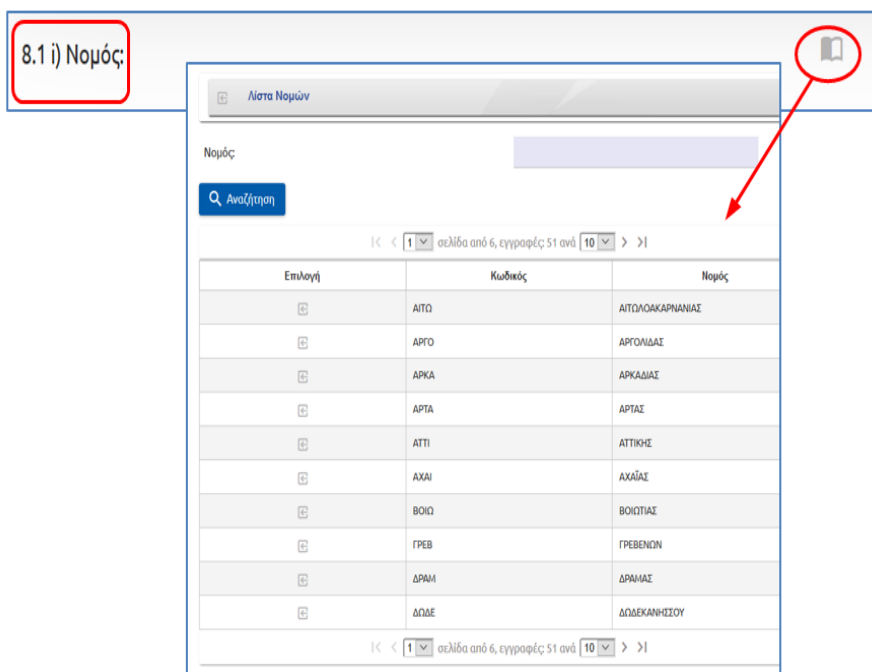 8.1 i) Νομός:
Λίστα Νομών
Νομός:
Αναζήτηση
1 σελίδα από 6, εγγραφές: 51 ανά 10
Επιλογή Κωδικός Νομός
ΑΙΤΩ ΑΙΤΩΛΟΑΚΑΡΝΑΝΙΑΣ
ΑΡΓΟ ΑΡΓΟΛΙΔΑΣ
ΑΡΚΑ ΑΡΚΑΔΙΑΣ
ΑΡΤΑ ΑΡΤΑΣ
ΑΤΤΙ ΑΤΤΙΚΗΣ
ΑΧΑΙ ΑΧΑΪΑΣ
ΒΟΙΩ ΒΟΙΩΤΙΑΣ
ΓΡΕΒ ΓΡΕΒΕΝΩΝ
ΔΡΑΜ ΔΡΑΜΑΣ
ΔΩΔΕ ΔΩΔΕΚΑΝΗΣΣΟΥ
1 σελίδα από 6, εγγραφές: 51 ανά 10